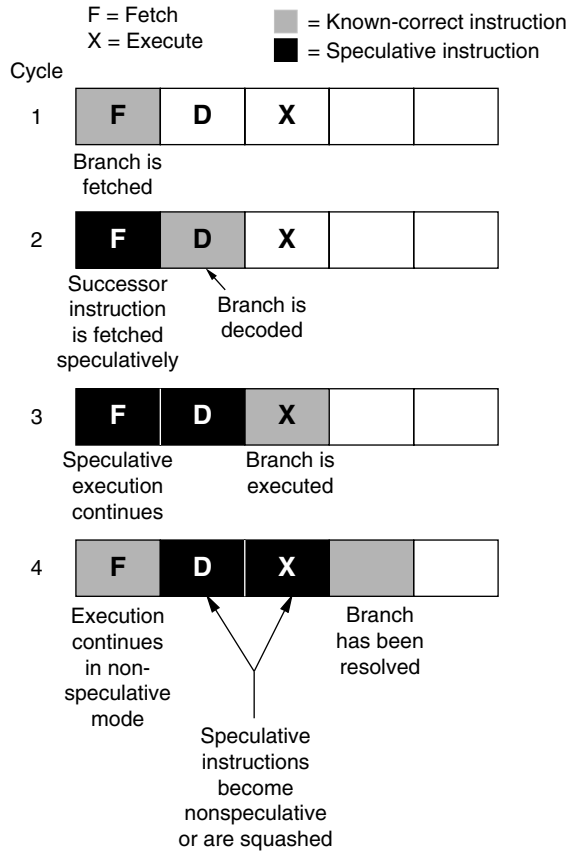 F = Fetch
X = Execute
= Known-correct instruction
= Speculative instruction
Cycle
1
F D X
Branch is
fetched
2
F D X
Successor
instruction
is fetched
speculatively
Branch is
decoded
3
F D X
Speculative
execution
continues
Branch is
executed
4
F D X
Execution
continues
in non-
speculative
mode
Branch
has been
resolved
Speculative
instructions
become
nonspeculative
or are squashed